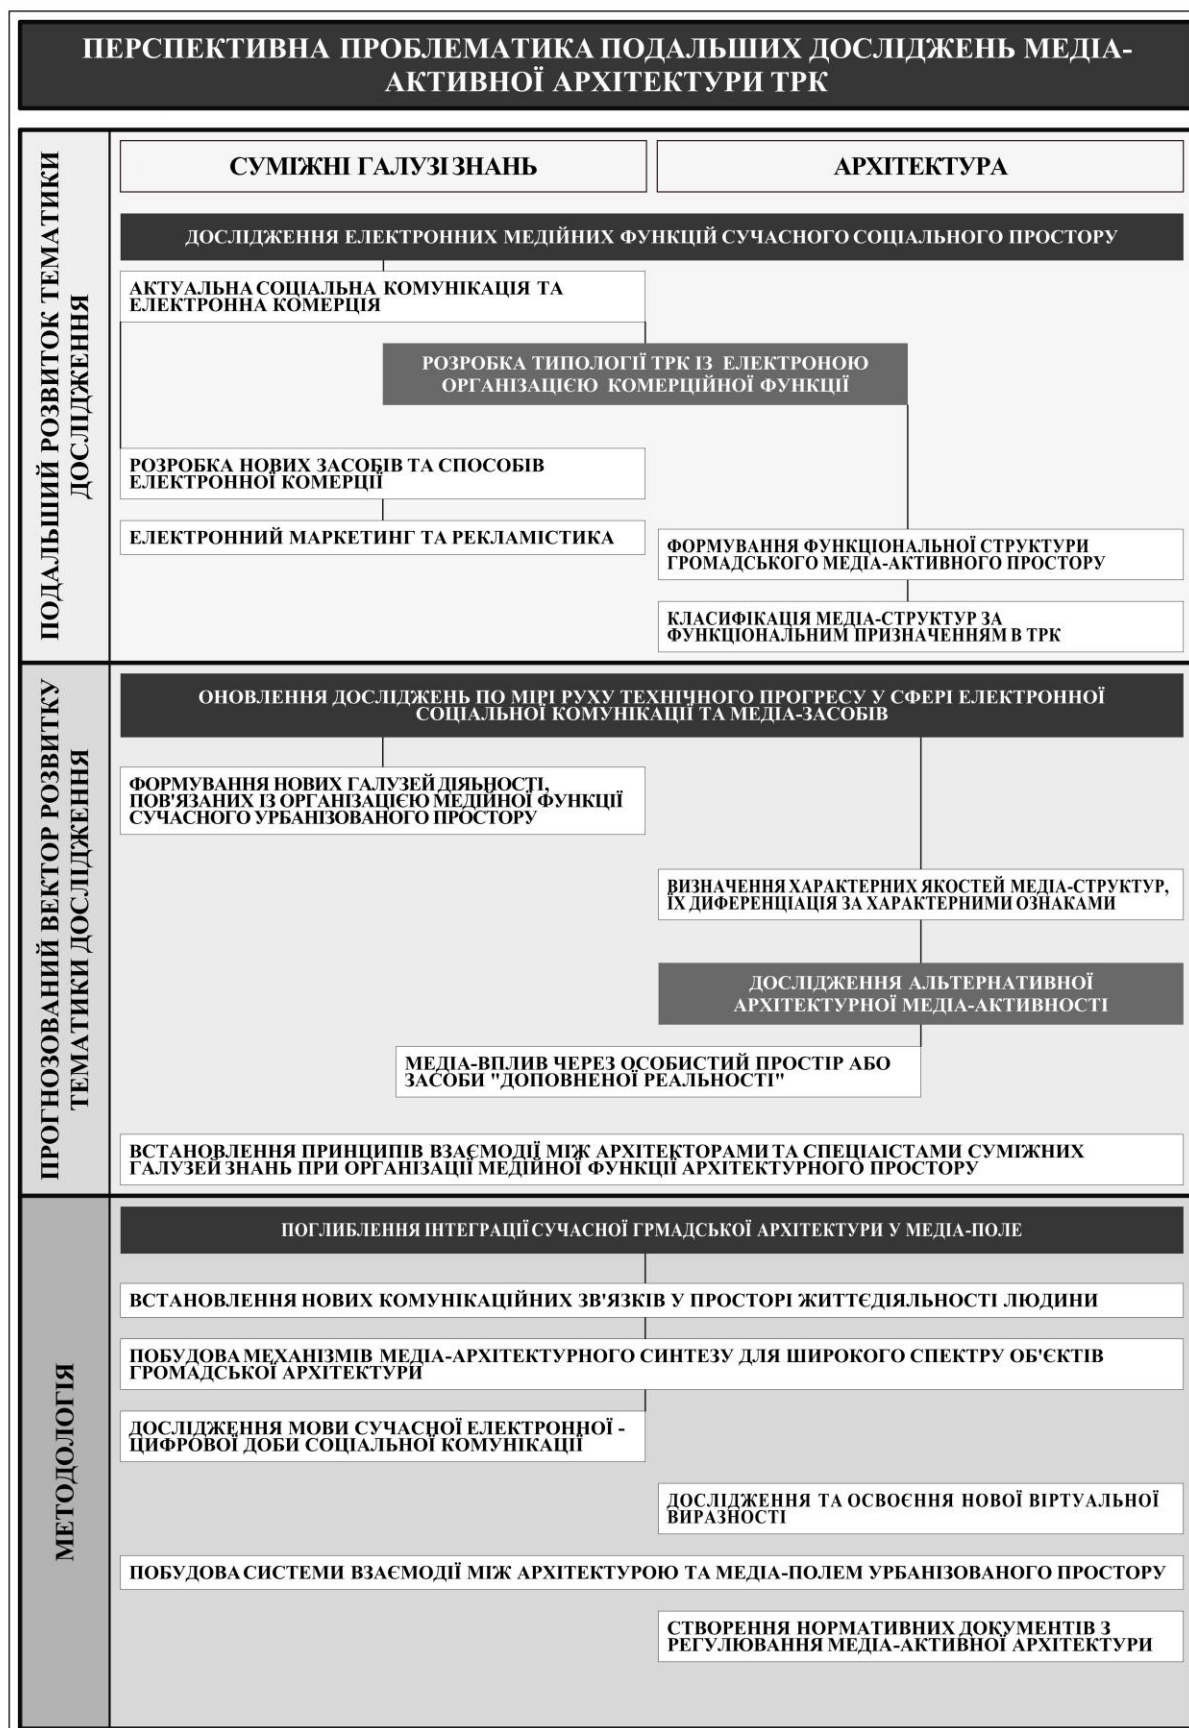 ПЕРСПЕКТИВНА ПРОБЛЕМАТИКА ПОДАЛЬШИХ ДОСЛІДЖЕНЬ МЕДІА-
АКТИВНОЇ АРХІТЕКТУРИ ТРК
ПОДАЛЬШИЙ РОЗВИТОК ТЕМАТИКИ
ДОСЛІДЖЕННЯ
СУМІЖНІ ГАЛУЗІ ЗНАНЬ
АРХІТЕКТУРА
ДОСЛІДЖЕННЯ ЕЛЕКТРОННИХ МЕДІЙНИХ ФУНКЦІЙ СУЧАСНОГО СОЦІАЛЬНОГО ПРОСТОРУ
АКТУАЛЬНА СОЦІАЛЬНА КОМУНІКАЦІЯ ТА
ЕЛЕКТРОННА КОМЕРЦІЯ
РОЗРОБКА ТИПОЛОГІЇ ТРК ІЗ ЕЛЕКТРОНОЮ
ОРГАНІЗАЦІЄЮ КОМЕРЦІЙНОЇ ФУНКЦІЇ
РОЗРОБКА НОВИХ ЗАСОБІВ ТА СПОСОБІВ
ЕЛЕКТРОННОЇ КОМЕРЦІЇ
ЕЛЕКТРОННИЙ МАРКЕТИНГ ТА РЕКЛАМІСТИКА
ФОРМУВАННЯ ФУНКЦІОНАЛЬНОЇ СТРУКТУРИ
ГРОМАДСЬКОГО МЕДІА-АКТИВНОГО ПРОСТОРУ
КЛАСИФІКАЦІЯ МЕДІА-СТРУКТУР ЗА
ФУНКЦІОНАЛЬНИМ ПРИЗНАЧЕННЯМ В ТРК
ПРОГНОЗОВАНИЙ ВЕКТОР РОЗВИТКУ
ТЕМАТИКИ ДОСЛІДЖЕННЯ
ОНОВЛЕННЯ ДОСЛІДЖЕНЬ ПО МІРІ РУХУ ТЕХНІЧНОГО ПРОГРЕСУ У СФЕРІ ЕЛЕКТРОННОЇ
СОЦІАЛЬНОЇ КОМУНІКАЦІЇ ТА МЕДІА-ЗАСОБІВ
ФОРМУВАННЯ НОВИХ ГАЛУЗЕЙ ДІЯЬНОСТІ,
ПОВ'ЯЗАНИХ ІЗ ОРГАНІЗАЦІЄЮ МЕДІЙНОЇ ФУНКЦІЇ
СУЧАСНОГО УРБАНІЗОВАНОГО ПРОСТОРУ
ВИЗНАЧЕННЯ ХАРАКТЕРНИХ ЯКОСТЕЙ МЕДІА-СТРУКТУР,
ЇХ ДИФЕРЕНЦІАЦІЯ ЗА ХАРАКТЕРНИМИ ОЗНАКАМИ
ДОСЛІДЖЕННЯ АЛЬТЕРНАТИВНОЇ
АРХІТЕКТУРНОЇ МЕДІА-АКТИВНОСТІ
МЕДІА-ВПЛИВ ЧЕРЕЗ ОСОБИСТИЙ ПРОСТІР АБО
ЗАСОБИ "ДОПОВНЕНОЇ РЕАЛЬНОСТІ"
ВСТАНОВЛЕННЯ ПРИНЦИПІВ ВЗАЄМОДІЇ МІЖ АРХІТЕКТОРАМИ ТА СПЕЦІАІСТАМИ СУМІЖНИХ
ГАЛУЗЕЙ ЗНАНЬ ПРИ ОРГАНІЗАЦІЇ МЕДІЙНОЇ ФУНКЦІЇ АРХІТЕКТУРНОГО ПРОСТОРУ
МЕТОДОЛОГІЯ
ПОГЛИБЛЕННЯ ІНТЕГРАЦІЇ СУЧАСНОЇ ГРМАДСЬКОЇ АРХІТЕКТУРИ У МЕДІА-ПОЛЕ
ВСТАНОВЛЕННЯ НОВИХ КОМУНІКАЦІЙНИХ ЗВ'ЯЗКІВ У ПРОСТОРІ ЖИТТЄДІЯЛЬНОСТІ ЛЮДИНИ
ПОБУДОВА МЕХАНІЗМІВ МЕДІА-АРХІТЕКТУРНОГО СИНТЕЗУ ДЛЯ ШИРОКОГО СПЕКТРУ ОБ'ЄКТІВ
ГРОМАДСЬКОЇ АРХІТЕКТУРИ
ДОСЛІДЖЕННЯ МОВИ СУЧАСНОЇ ЕЛЕКТРОННОЇ -
ЦИФРОВОЇ ДОБИ СОЦІАЛЬНОЇ КОМУНІКАЦІЇ
ДОСЛІДЖЕННЯ ТА ОСВОЄННЯ НОВОЇ ВІРТУАЛЬНОЇ
ВИРАЗНОСТІ
ПОБУДОВА СИСТЕМИ ВЗАЄМОДІЇ МІЖ АРХІТЕКТУРОЮ ТА МЕДІА-ПОЛЕМ УРБАНІЗОВАНОГО ПРОСТОРУ
СТВОРЕННЯ НОРМАТИВНИХ ДОКУМЕНТІВ З
РЕГУЛЮВАННЯ МЕДІА-АКТИВНОЇ АРХІТЕКТУРИ